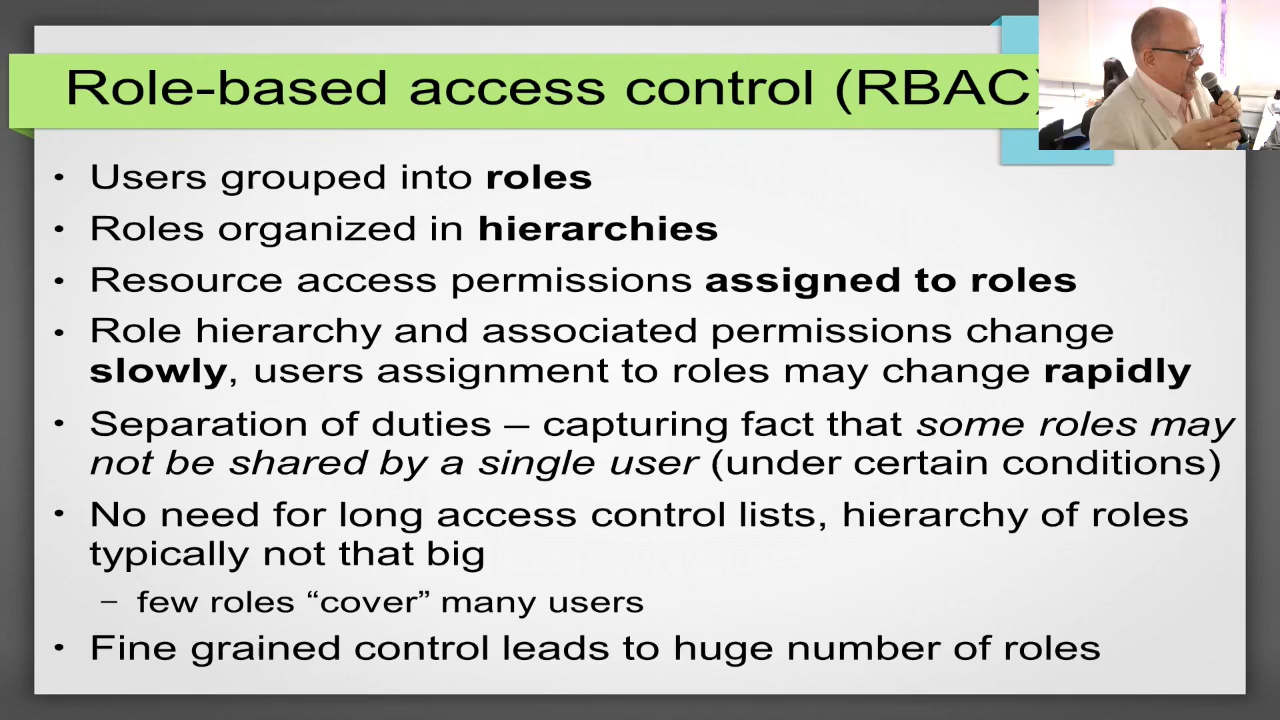 Role-based access control (RBAC)
• Users grouped into roles
• Roles organized in hierarchies
• Resource access permissions assigned to roles
• Role hierarchy and associated permissions change
slowly, users assignment to roles may change rapidly
• Separation of duties – capturing fact that some roles may
not be shared by a single user (under certain conditions)
• No need for long access control lists, hierarchy of roles
typically not that big
– few roles “cover” many users
• Fine grained control leads to huge number of roles